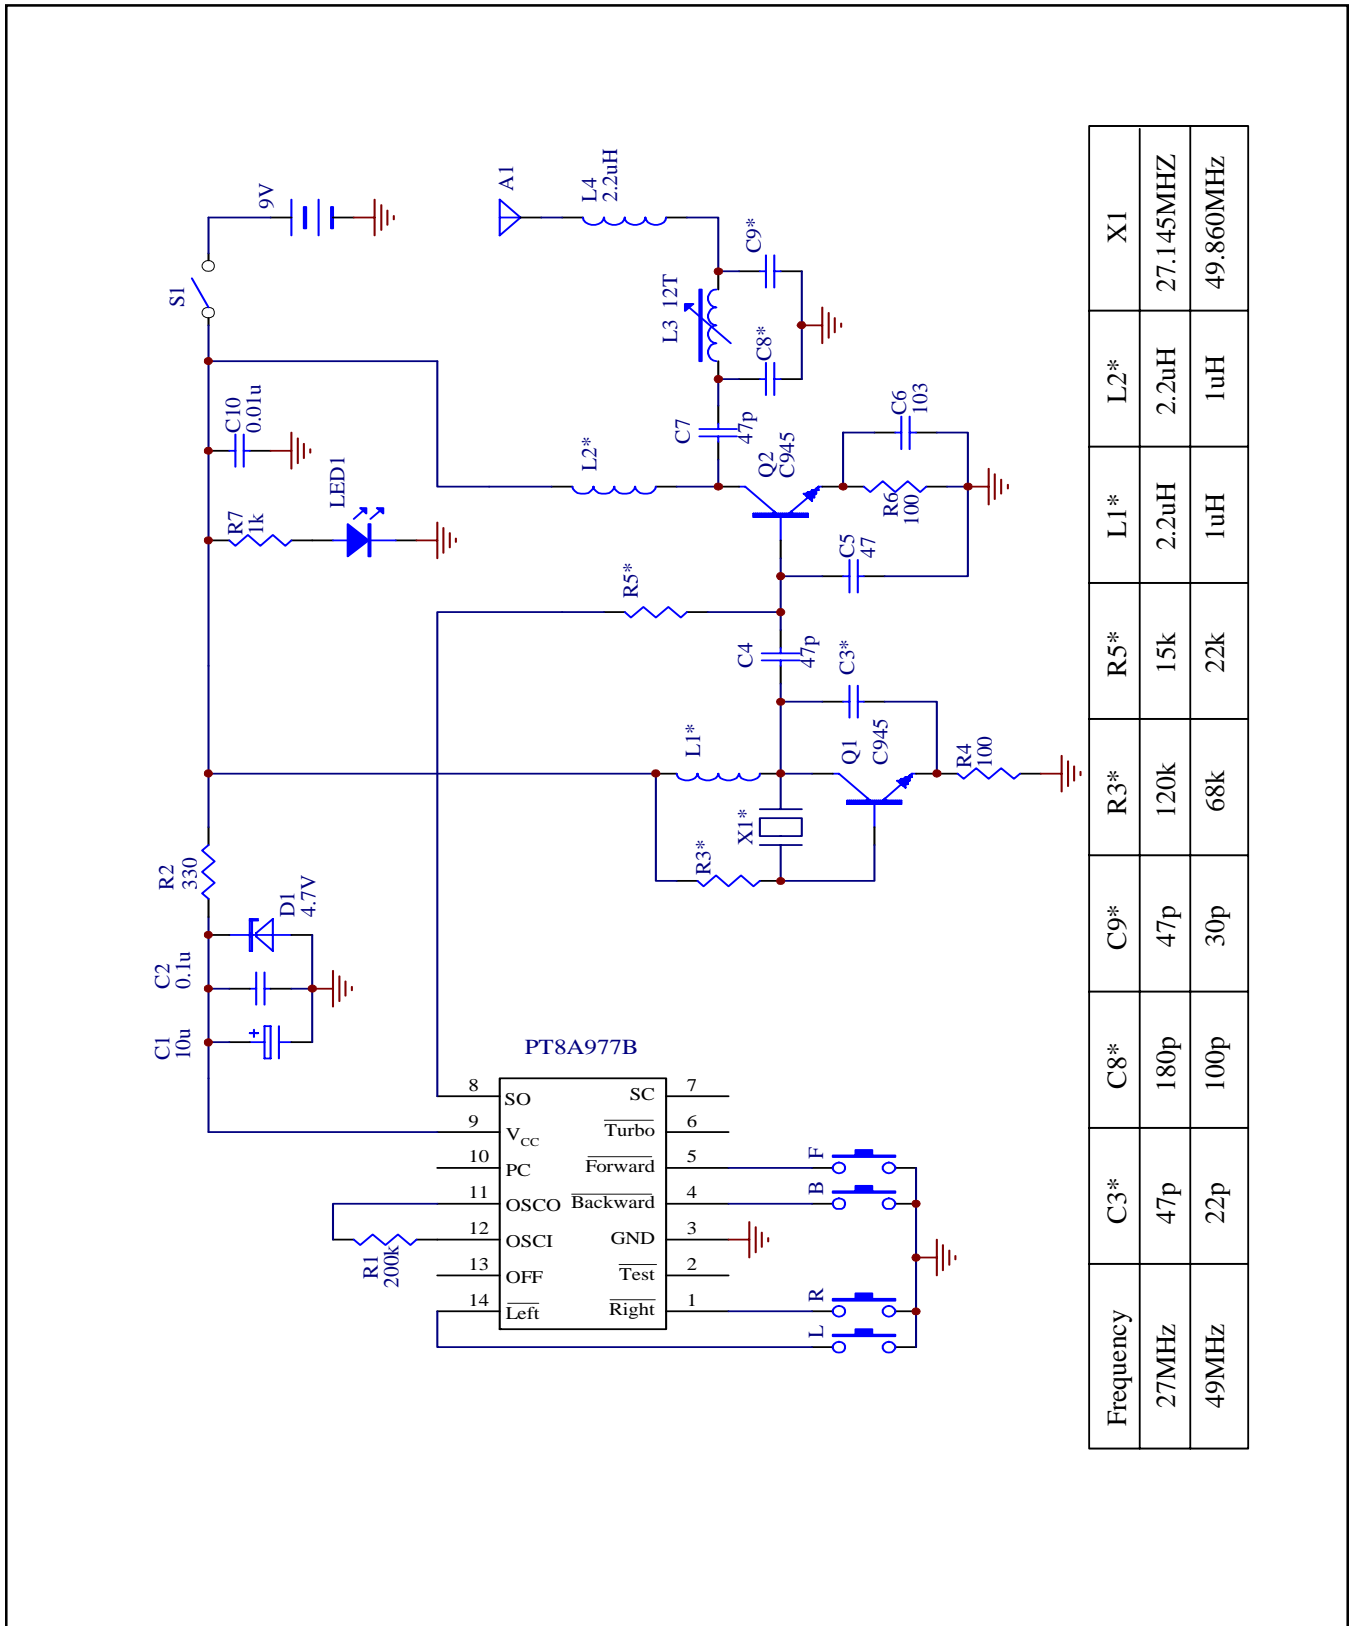 9V
S1
C10
0.01u
R7
1k
LED1
R2
330
D1
4.7V
C2
0.1u
C1
10u
A1
L4
2.2uH
C9*
L3 12T
C8*
C7
47p
L2*
Q2
C945
C6
103
R6
100
C5
47
R5*
C4
47p
C3*
L1*
Q1
C945
R4
100
X1*
R3*
PT8A977B
8 SO
9 VCC
10 PC
11 OSCO
12 OSCI
13 OFF
14 Left
SC 7
Turbo 6
Forward 5
Backward 4
GND 3
Test 2
Right 1
R1
200k
F
B
R
L
Frequency C3* C8* C9* R3* R5* L1* L2* X1
27MHz 47p 180p 47p 120k 15k 2.2uH 2.2uH 27.145MHZ
49MHz 22p 100p 30p 68k 22k 1uH 1uH 49.860MHz